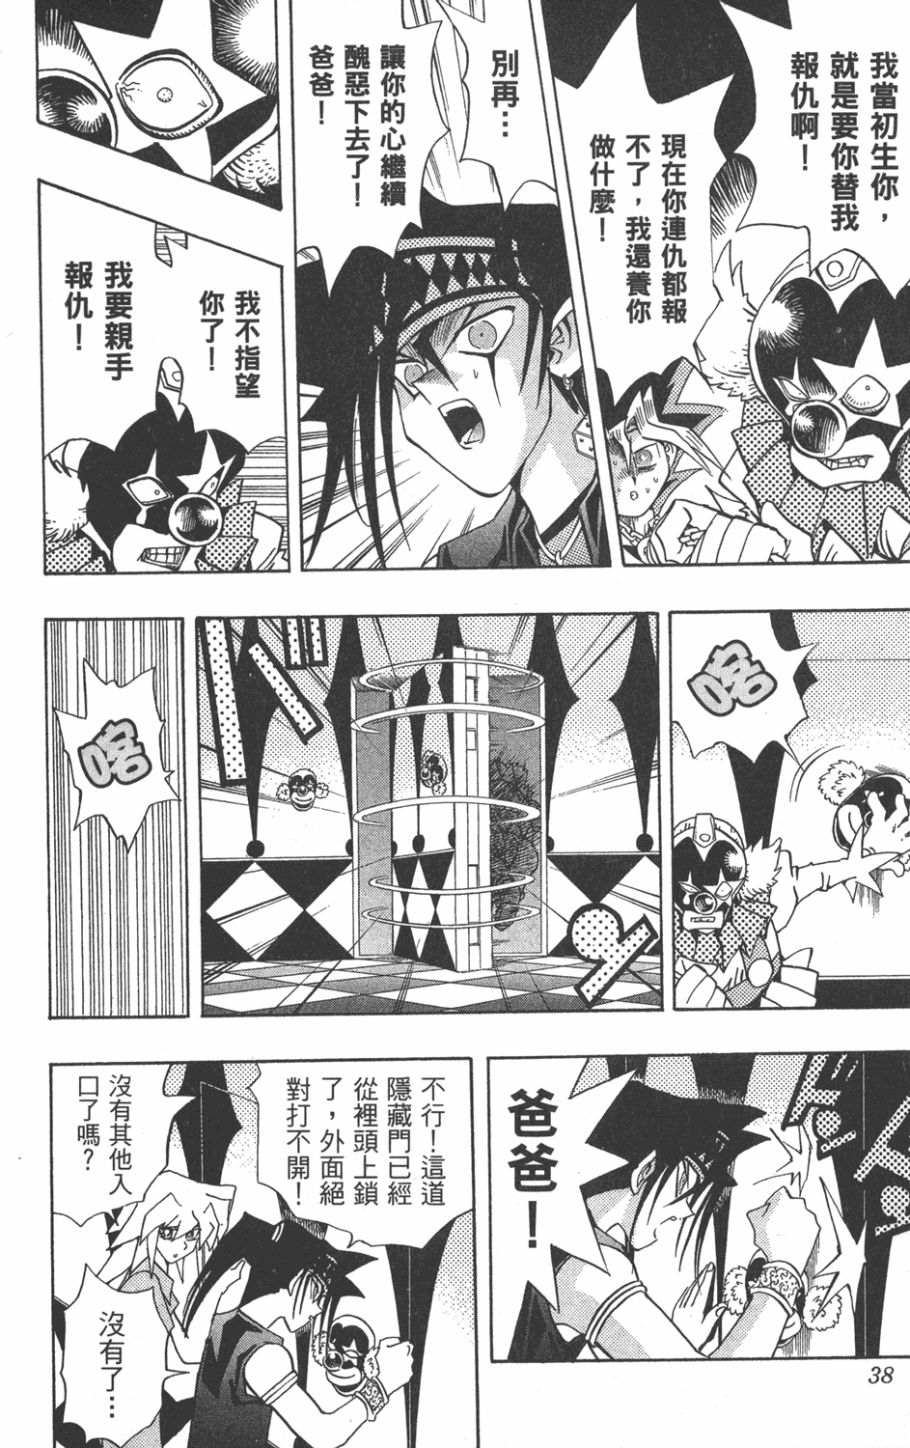 我當初生你，
就是要你替我
報仇啊！
現在你連仇都報
不了，我還養你
做什麼！
別再…
讓你的心繼續
醜惡下去了！
爸爸！
我不指望
你了！
我要親手
報仇！
喀
喀
爸爸！
不行！這道
隱藏門已經
從裡頭上鎖
了，外面絕
對打不開！
沒有其他入
口了嗎？
沒有了…
38